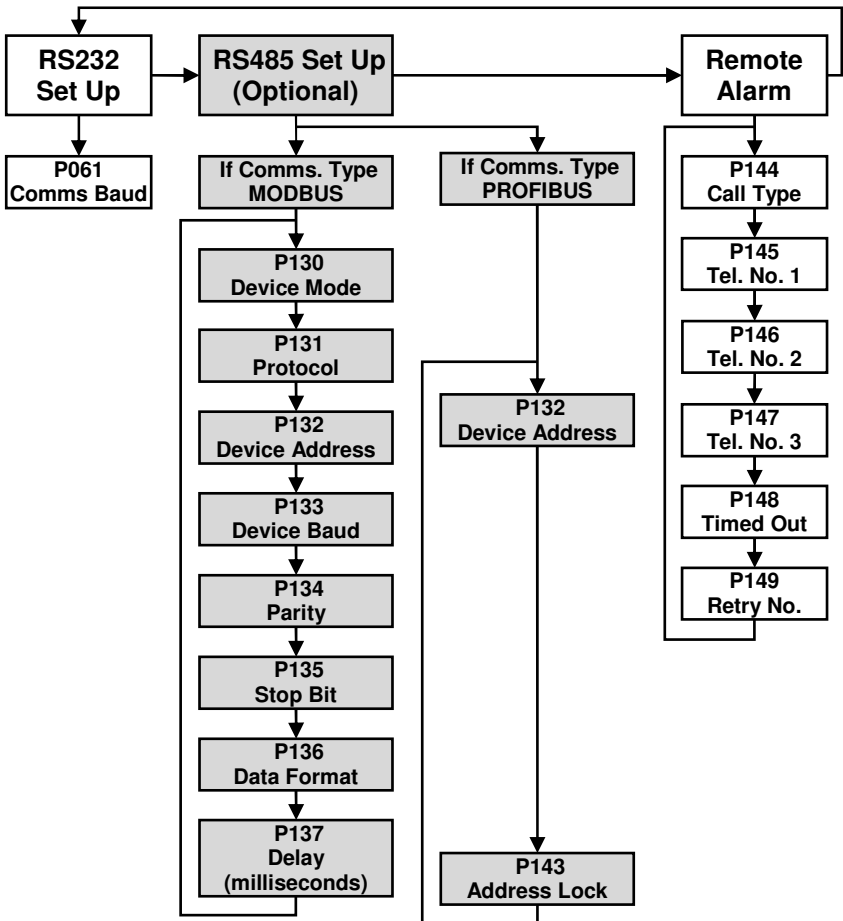 RS232
Set Up
RS485 Set Up
(Optional)
Remote
Alarm
P061
Comms Baud
If Comms. Type
MODBUS
If Comms. Type
PROFIBUS
P144
Call Type
P130
Device Mode
P145
Tel. No. 1
P131
Protocol
P146
Tel. No. 2
P132
Device Address
P132
Device Address
P147
Tel. No. 3
P133
Device Baud
P148
Timed Out
P134
Parity
P149
Retry No.
P135
Stop Bit
P136
Data Format
P137
Delay
(milliseconds)
P143
Address Lock